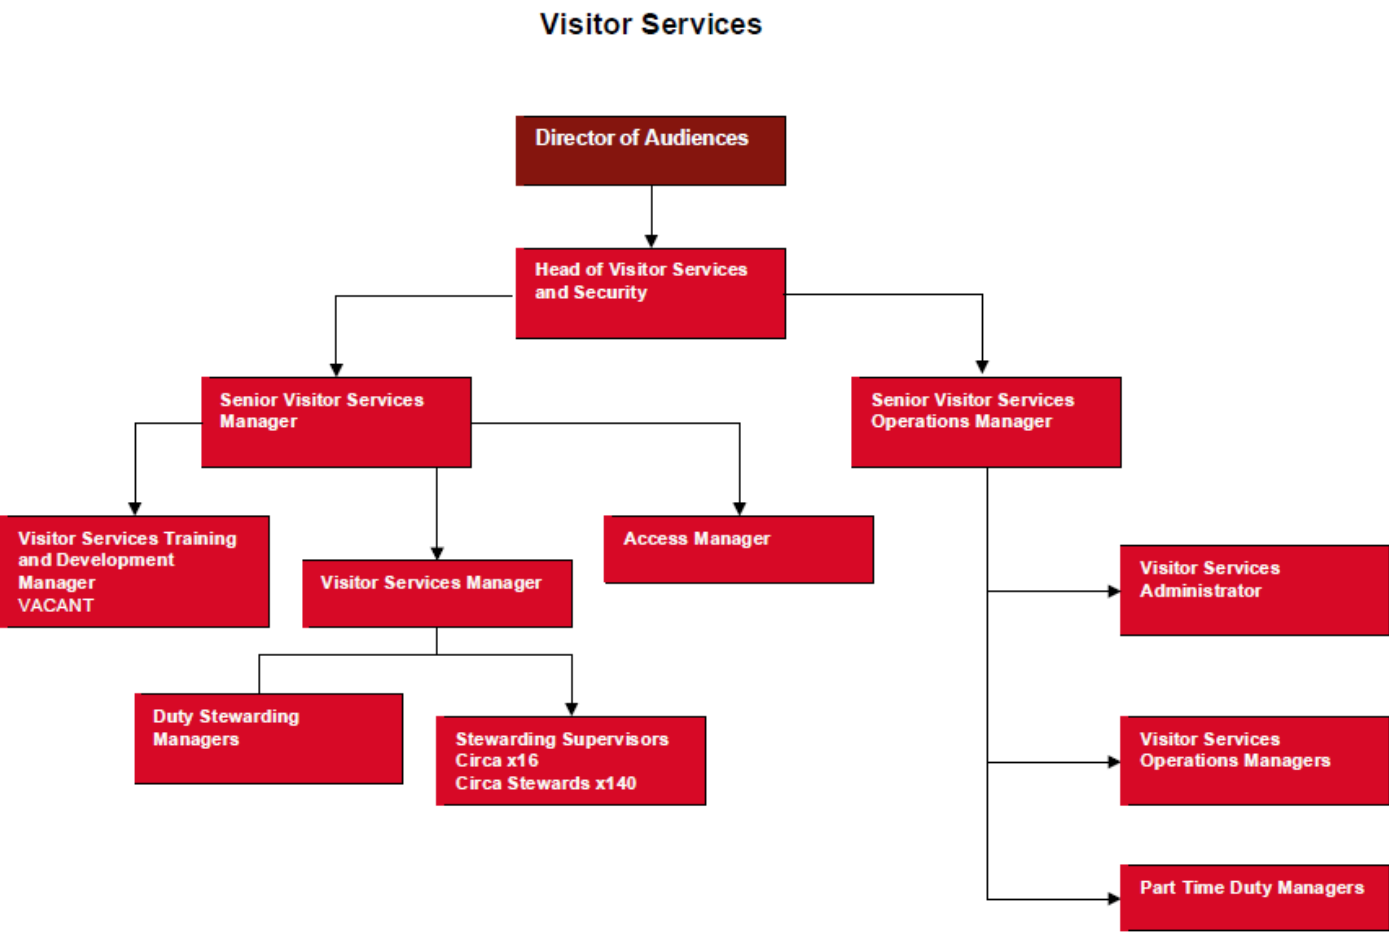 Visitor Services
Director of Audiences
Head of Visitor Services
and Security
Senior Visitor Services
Manager
Senior Visitor Services
Operations Manager
Visitor Services Training
and Development
Manager
VACANT
Visitor Services Manager
Access Manager
Visitor Services
Administrator
Duty Stewarding
Managers
Stewarding Supervisors
Circa x16
Circa Stewards x140
Visitor Services
Operations Managers
Part Time Duty Managers